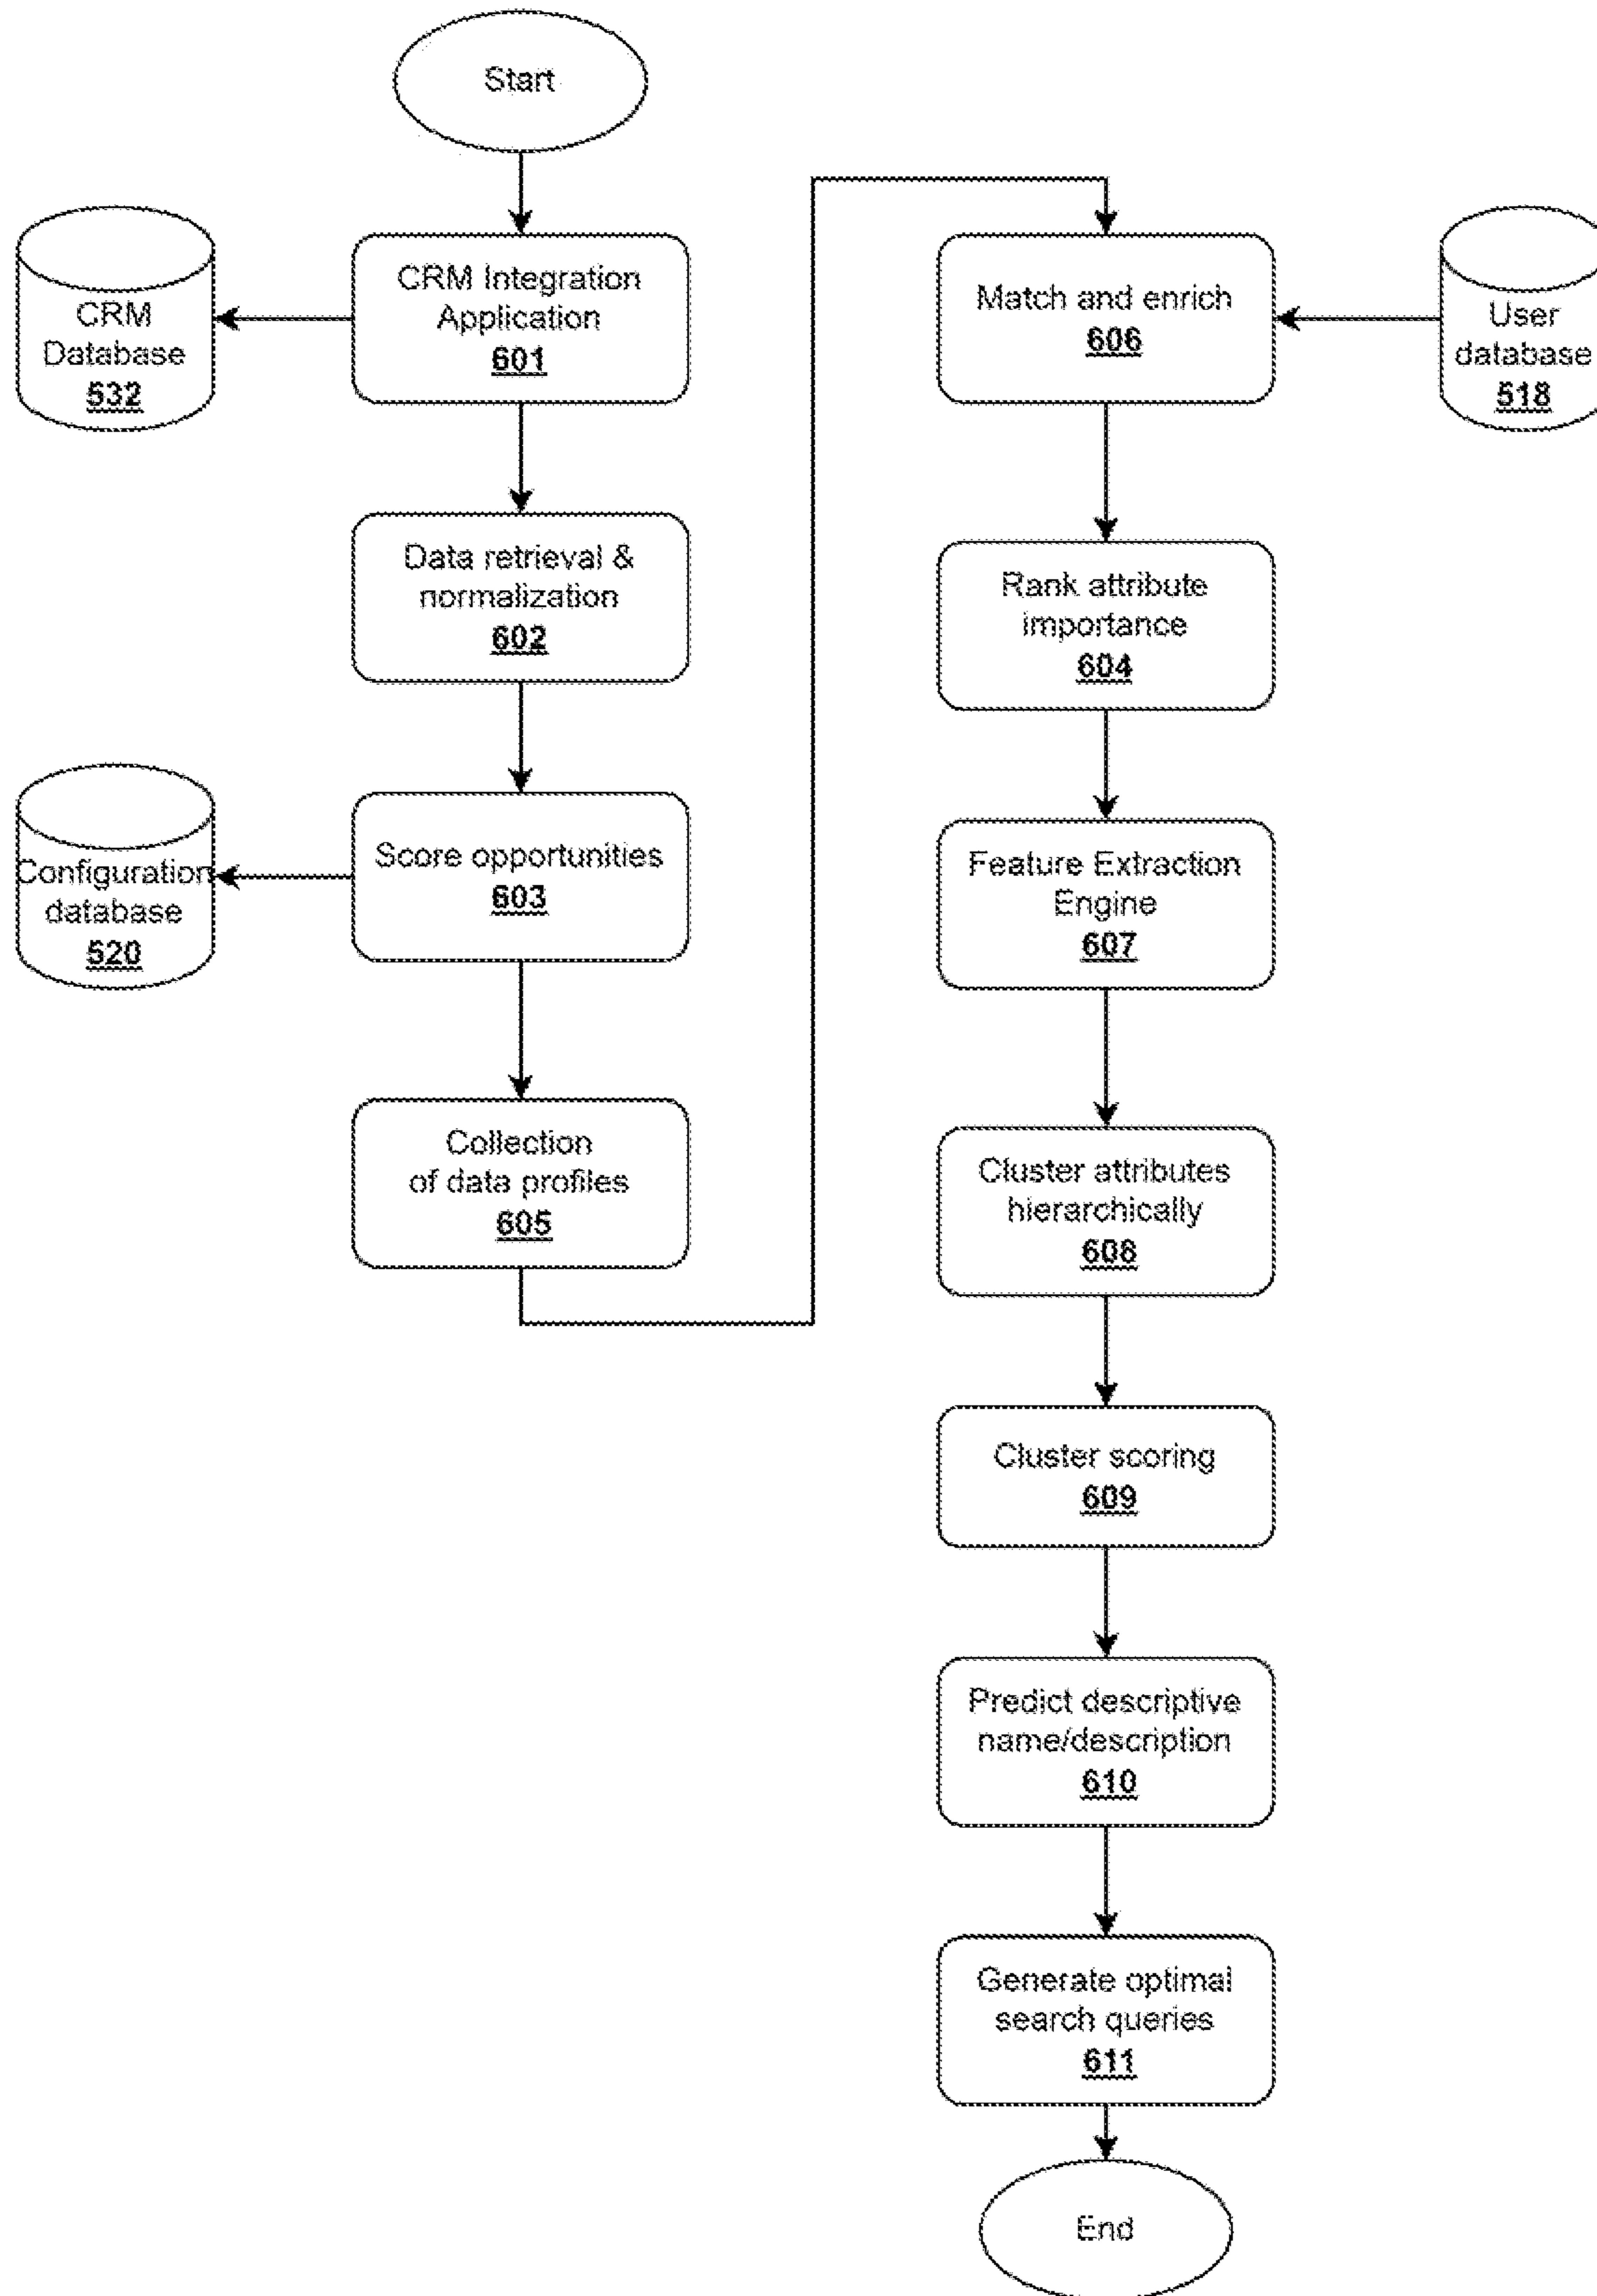 Start
CRM
Database
532
CRM Integration
Application
601
Data retrieval &
normalization
602
Configuration
database
520
Score opportunities
603
Collection
of data profiles
605
Match and enrich
606
User
database
518
Rank attribute
importance
604
Feature Extraction
Engine
607
Cluster attributes
hierarchically
608
Cluster scoring
609
Predict descriptive
name/description
610
Generate optimal
search queries
611
End